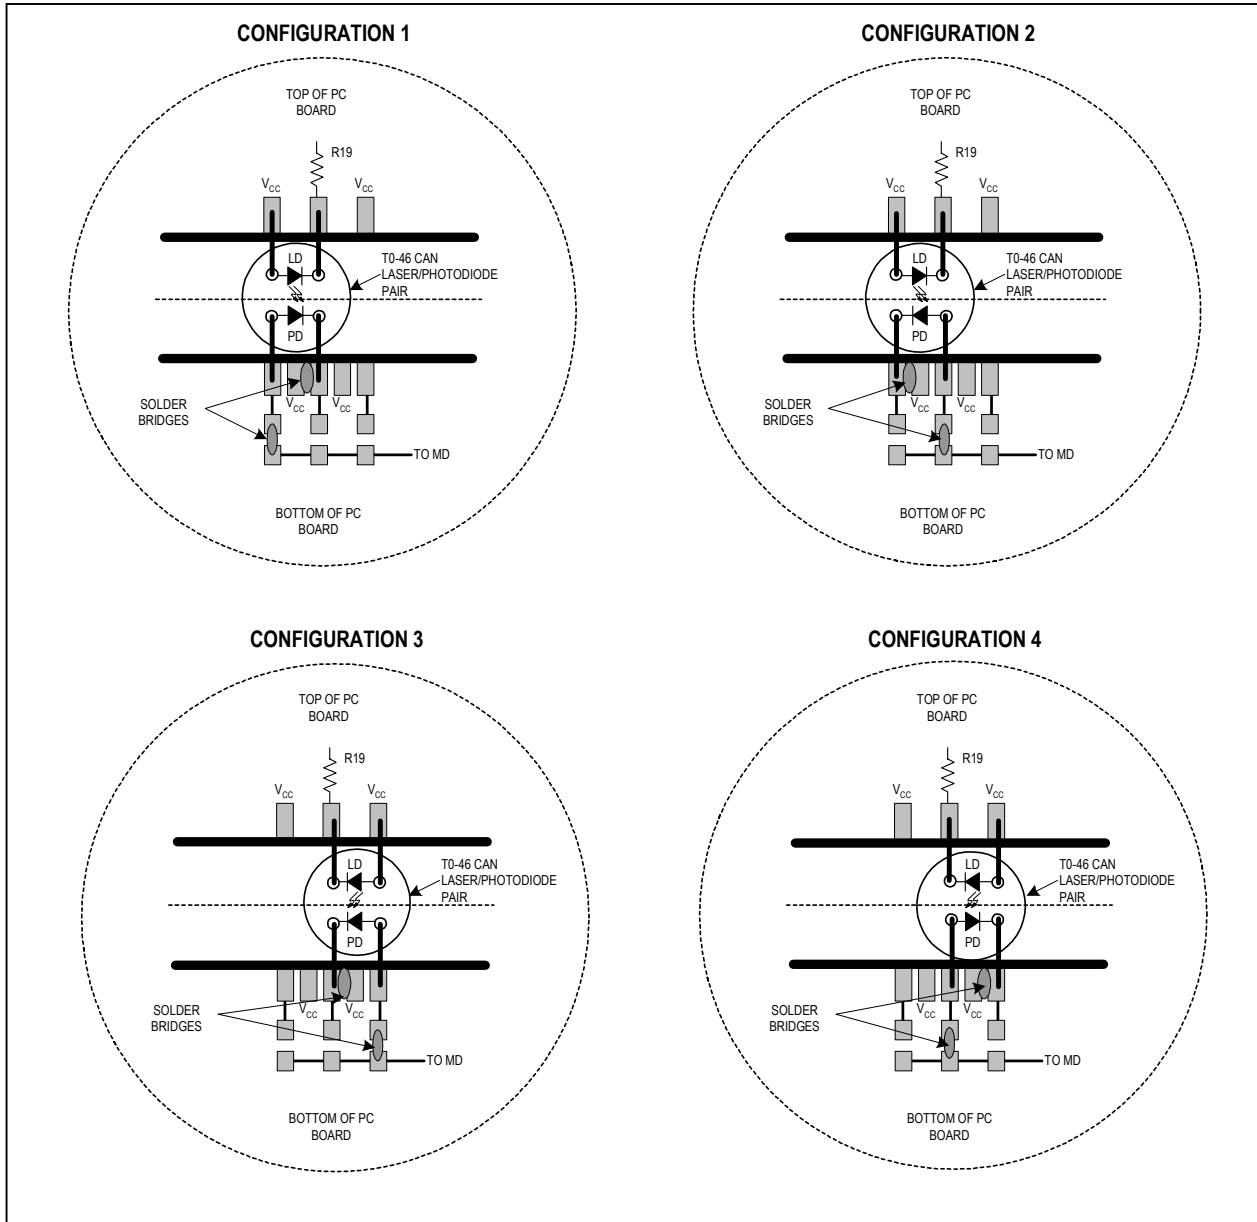 CONFIGURATION 1
TOP OF PC
BOARD
R19
VCC
VCC
LD
T0-46 CAN
LASER/PHOTODIODE
PAIR
PD
SOLDER
BRIDGES
VCC
VCC
TO MD
BOTTOM OF PC
BOARD
CONFIGURATION 2
TOP OF PC
BOARD
R19
VCC
VCC
LD
T0-46 CAN
LASER/PHOTODIODE
PAIR
PD
SOLDER
BRIDGES
VCC
VCC
TO MD
BOTTOM OF PC
BOARD
CONFIGURATION 3
TOP OF PC
BOARD
R19
VCC
VCC
LD
T0-46 CAN
LASER/PHOTODIODE
PAIR
PD
SOLDER
BRIDGES
VCC
VCC
TO MD
BOTTOM OF PC
BOARD
CONFIGURATION 4
TOP OF PC
BOARD
R19
VCC
VCC
LD
T0-46 CAN
LASER/PHOTODIODE
PAIR
PD
SOLDER
BRIDGES
VCC
VCC
TO MD
BOTTOM OF PC
BOARD